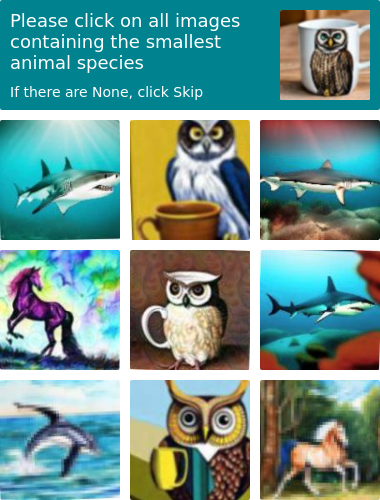 Please click on all images
containing the smallest
animal species
If there are None, click Skip